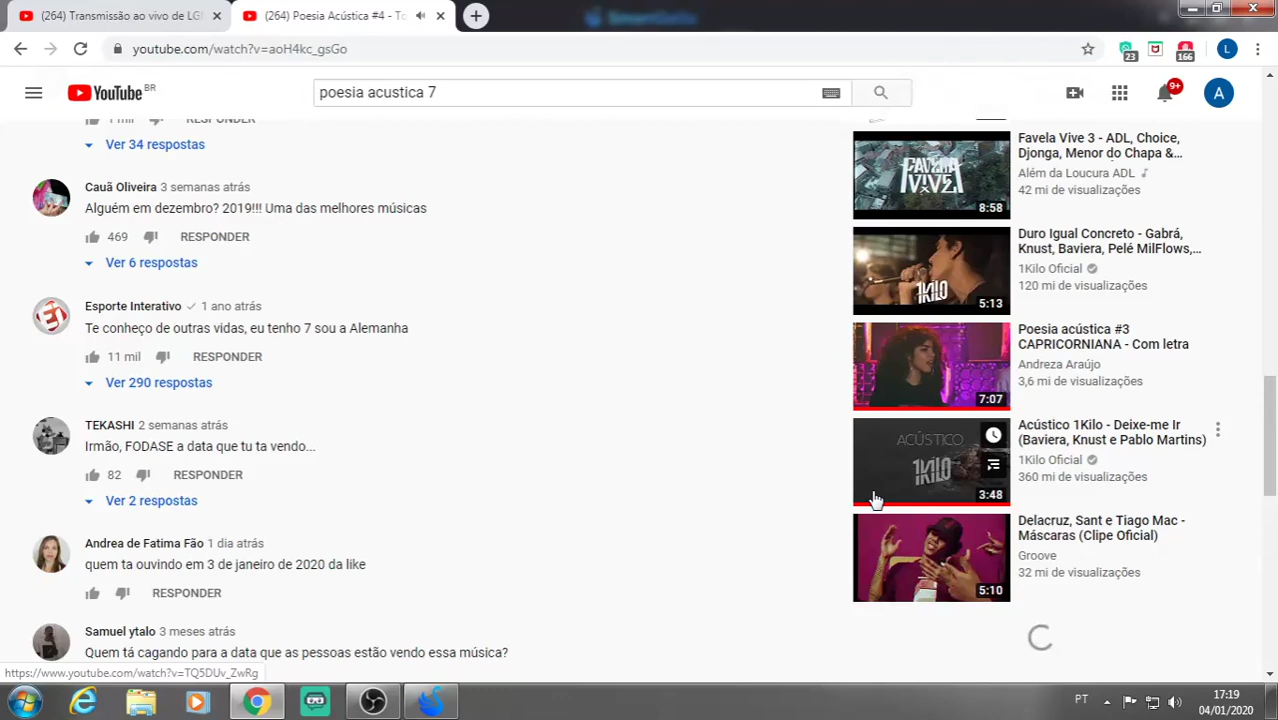 (264) Transmissão ao vivo de LG!
(264) Poesia Acústica #4 - To
youtube.com/watch?v=aoH4kc_gsGo
23
166
L
YouTube BR
poesia acustica 7
9+
A
1 mil RESPONDER
Ver 34 respostas
Cauã Oliveira 3 semanas atrás
Alguém em dezembro? 2019!!! Uma das melhores músicas
469 RESPONDER
Ver 6 respostas
Esporte Interativo 1 ano atrás
Te conheço de outras vidas, eu tenho 7 sou a Alemanha
11 mil RESPONDER
Ver 290 respostas
TEKASHI 2 semanas atrás
Irmão, FODASE a data que tu ta vendo...
82 RESPONDER
Ver 2 respostas
Andrea de Fatima Fão 1 dia atrás
quem ta ouvindo em 3 de janeiro de 2020 da like
RESPONDER
Samuel ytalo 3 meses atrás
Quem tá cagando para a data que as pessoas estão vendo essa música?
FAVELA
VIVE
8:58
Favela Vive 3 - ADL, Choice,
Djonga, Menor do Chapa &...
Além da Loucura ADL
42 mi de visualizações
1KILO
5:13
Duro Igual Concreto - Gabrá,
Knust, Baviera, Pelé MilFlows,...
1Kilo Oficial
120 mi de visualizações
7:07
Poesia acústica #3
CAPRICORNIANA - Com letra
Andreza Araújo
3,6 mi de visualizações
ACÚSTICO
1KILO
3:48
Acústico 1Kilo - Deixe-me Ir
(Baviera, Knust e Pablo Martins)
1Kilo Oficial
360 mi de visualizações
5:10
Delacruz, Sant e Tiago Mac -
Máscaras (Clipe Oficial)
Groove
32 mi de visualizações
https://www.youtube.com/watch?v=TQ5DUv_ZwRg
PT
17:19
04/01/2020